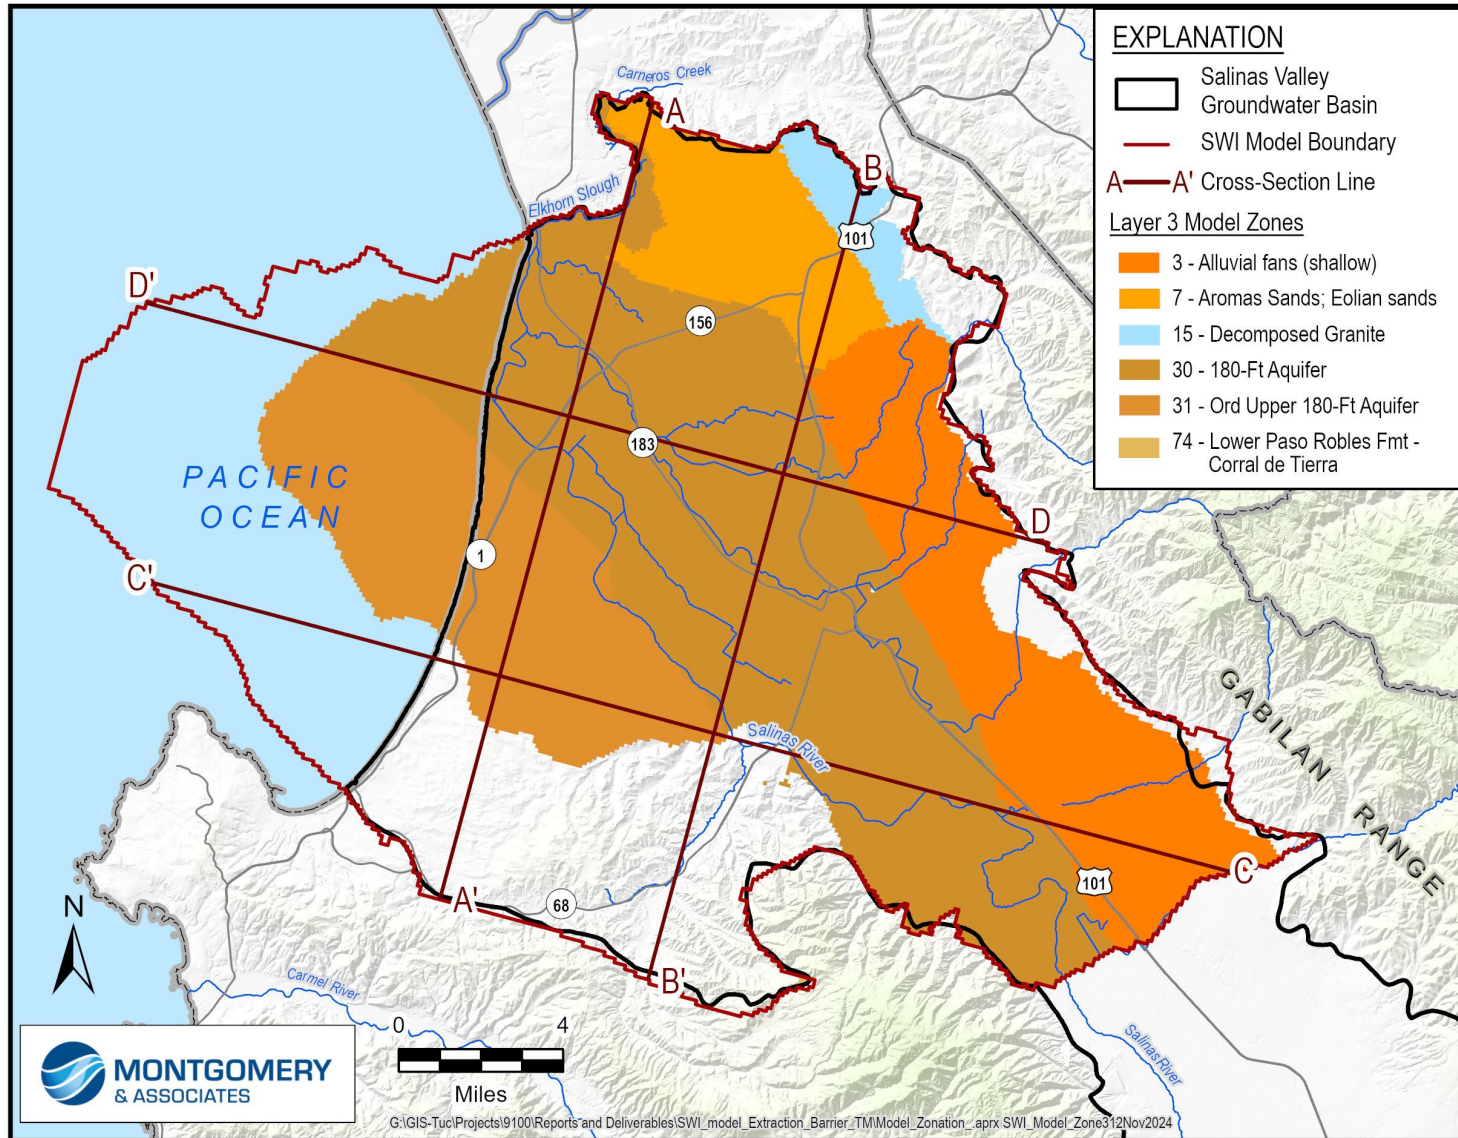 EXPLANATION
Salinas Valley
Groundwater Basin
SWI Model Boundary
A A' Cross-Section Line
Layer 3 Model Zones
3 - Alluvial fans (shallow)
7 - Aromas Sands; Eolian sands
15 - Decomposed Granite
30 - 180-Ft Aquifer
31 - Ord Upper 180-Ft Aquifer
74 - Lower Paso Robles Fmt -
Corral de Tierra
Carneros Creek
A
B
Elkhorn Slough
101
D'
156
183
PACIFIC
OCEAN
D
1
C'
GABILAN
RANGE
Salinas River
C
101
A'
68
B'
N
Carmel River
Salinas River
0 4
Miles
MONTGOMERY
& ASSOCIATES
G:\GIS-Tuc\Projects\9100\Reports and Deliverables\SWI_model_Extraction_Barrier_TM\Model_Zonation_.aprx SWI_Model_Zone312Nov2024